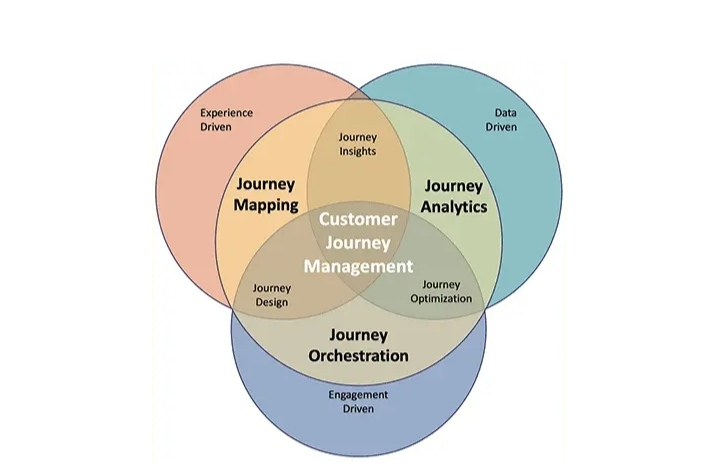 Experience
Driven
Data
Driven
Journey
Insights
Journey
Mapping
Journey
Analytics
Customer
Journey
Management
Journey
Design
Journey
Optimization
Journey
Orchestration
Engagement
Driven